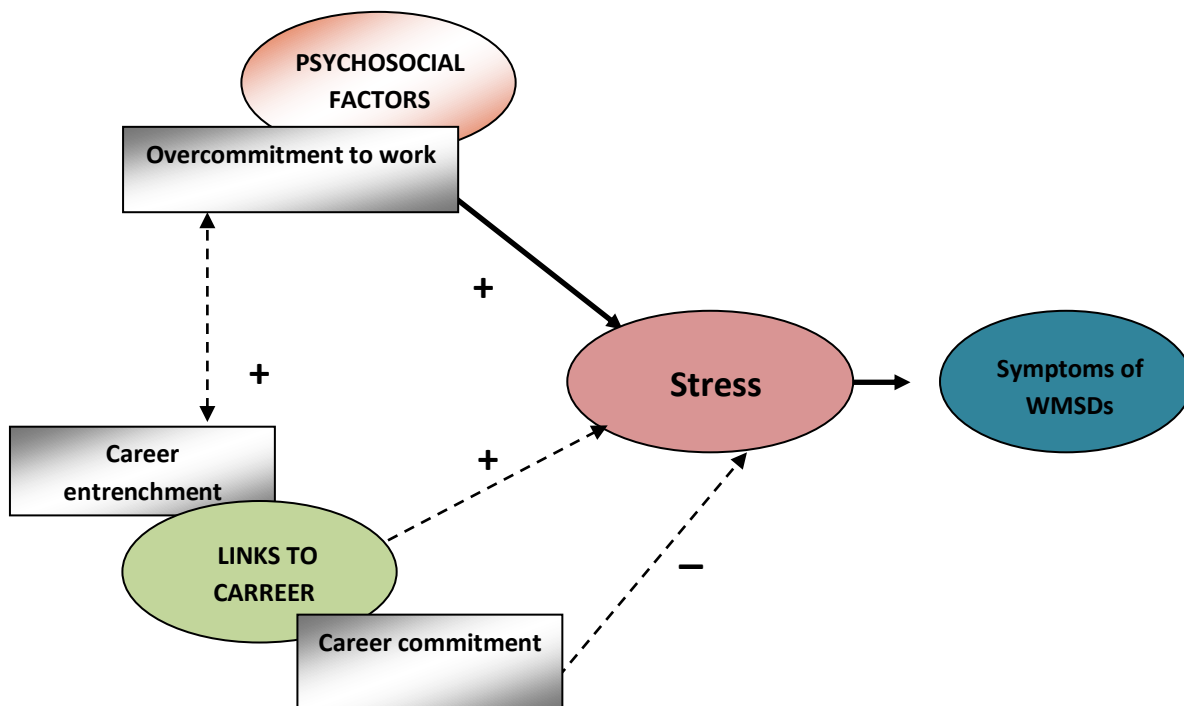 PSYCHOSOCIAL
FACTORS
Overcommitment to work
+
+
Stress
Symptoms of
WMSDs
Career
entrenchment
+
LINKS TO
CARREER
–
Career commitment